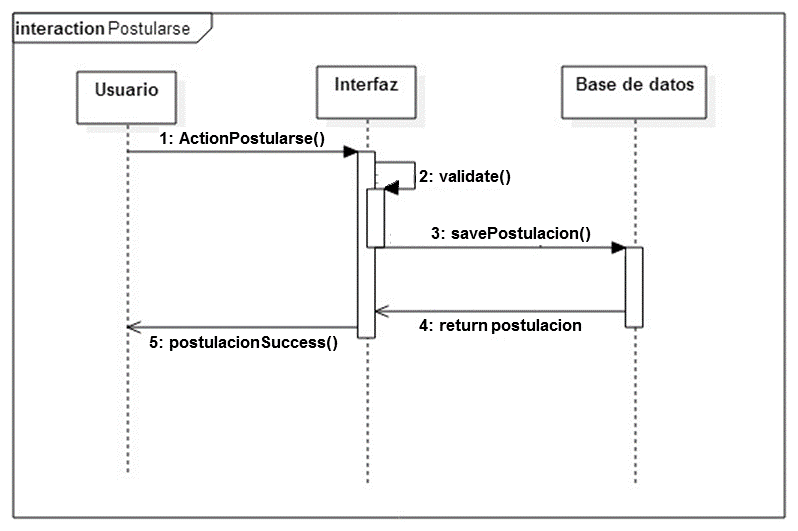 interaction Postularse
Usuario
Interfaz
Base de datos
1: ActionPostularse()
2: validate()
3: savePostulacion()
4: return postulacion
5: postulacionSuccess()